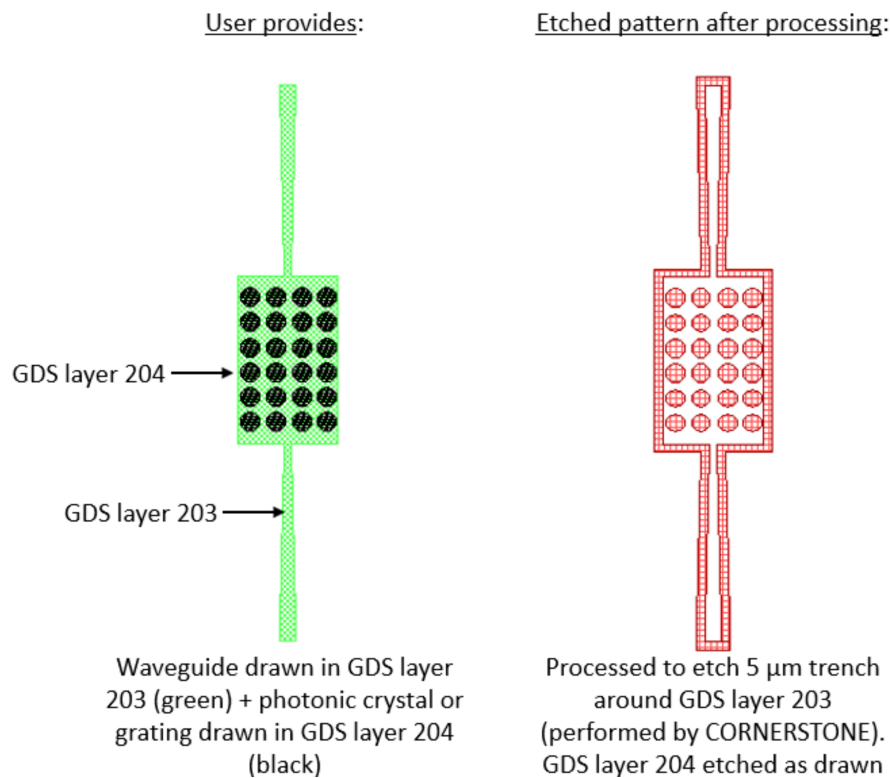 User provides:
Etched pattern after processing:
GDS layer 204
GDS layer 203
Waveguide drawn in GDS layer
203 (green) + photonic crystal or
grating drawn in GDS layer 204
(black)
Processed to etch 5 µm trench
around GDS layer 203
(performed by CORNERSTONE).
GDS layer 204 etched as drawn